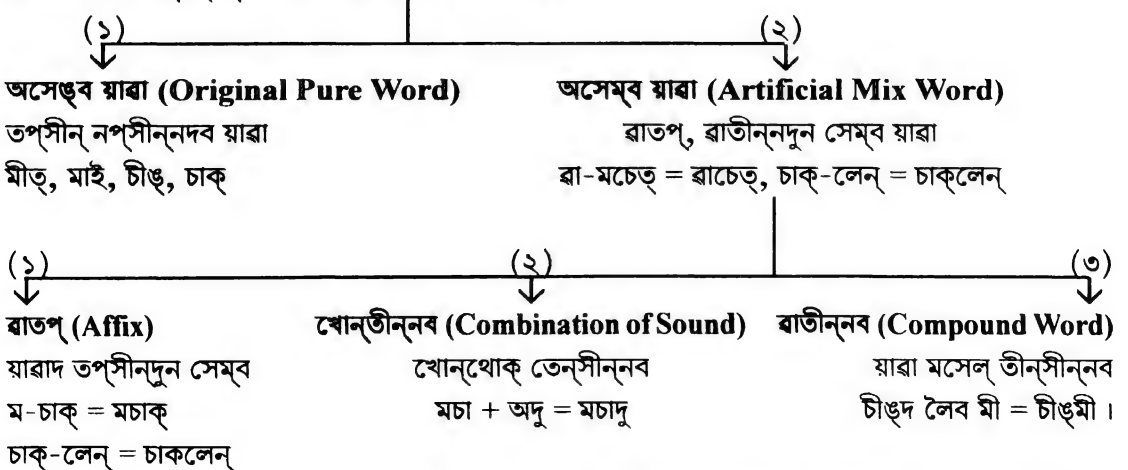 (১) (২)
অসেঙ্ব য়াৱা (Original Pure Word) অসেম্ব য়াৱা (Artificial Mix Word)
তপ্সীন্ নপ্সীন্নদব য়াৱা ৱাতপ্, ৱাতীন্নদুন সেম্ব য়াৱা
মীত্, মাই, চীঙ্, চাক্ ৱা-মচেত্ = ৱাচেত্, চাক্-লেন্ = চাক্লেন্
(১) (২) (৩)
ৱাতপ্ (Affix) খোন্তীন্নব (Combination of Sound) ৱাতীন্নব (Compound Word)
য়াৱাদ তপ্সীন্দুন সেম্ব খোন্থোক্ তেন্সীন্নব য়াৱা মসেল্ তীন্সীন্নব
ম-চাক্ = মচাক্ মচা + অদু = মচাদু চীঙ্দ লৈব মী = চীঙ্মী ।
চাক্-লেন্ = চাকলেন্